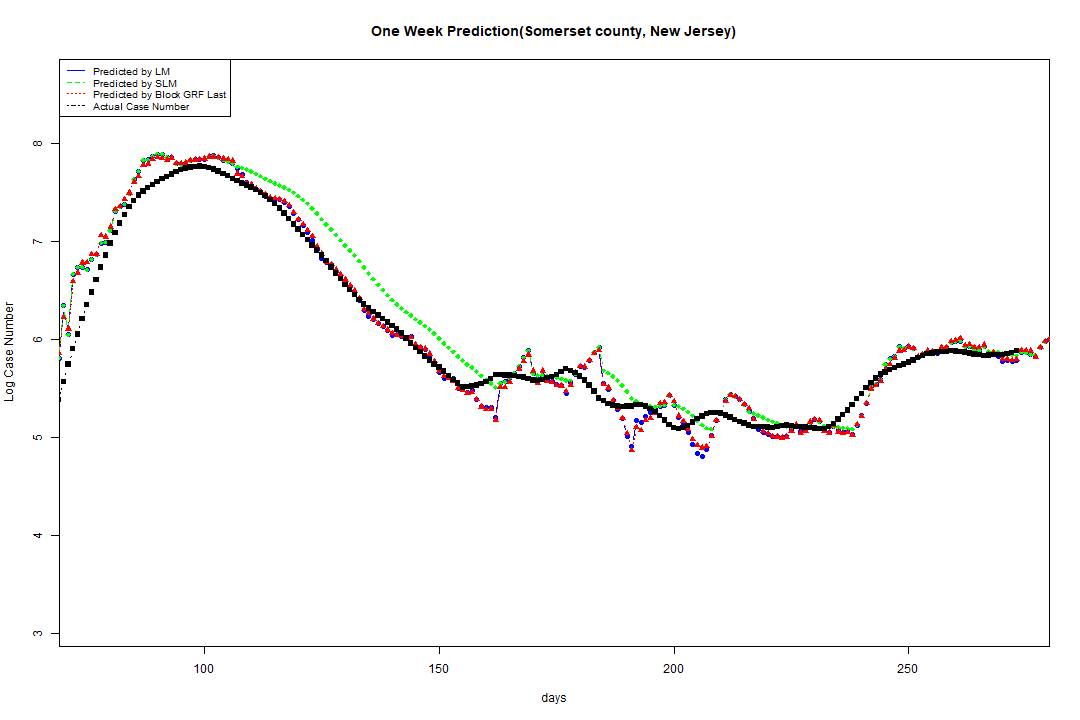 One Week Prediction(Somerset county, New Jersey)
Predicted by LM
Predicted by SLM
Predicted by Block GRF Last
Actual Case Number
Log Case Number
8
7
6
5
4
3
100 150 200 250
days